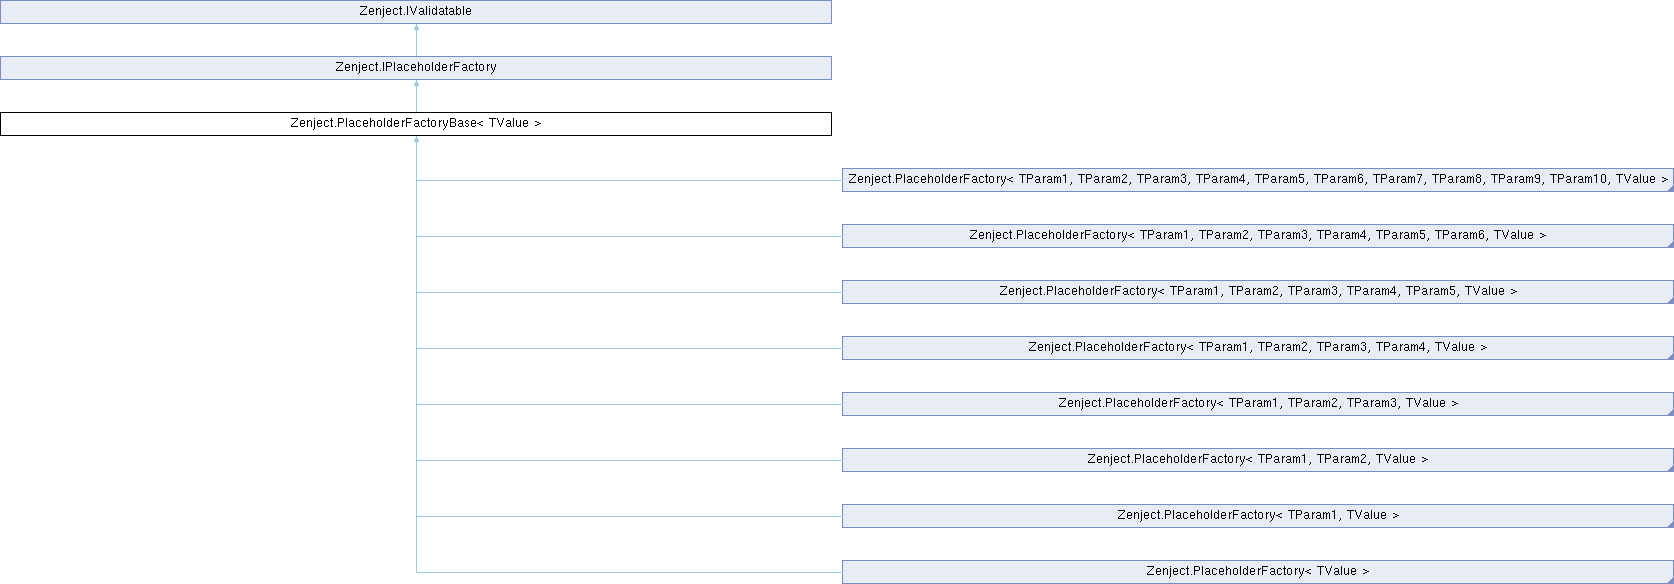 Zenject.IValidatable
Zenject.IPlaceholderFactory
Zenject.PlaceholderFactoryBase< TValue >
Zenject.PlaceholderFactory< TParam1, TParam2, TParam3, TParam4, TParam5, TParam6, TParam7, TParam8, TParam9, TParam10, TValue >
Zenject.PlaceholderFactory< TParam1, TParam2, TParam3, TParam4, TParam5, TParam6, TValue >
Zenject.PlaceholderFactory< TParam1, TParam2, TParam3, TParam4, TParam5, TValue >
Zenject.PlaceholderFactory< TParam1, TParam2, TParam3, TParam4, TValue >
Zenject.PlaceholderFactory< TParam1, TParam2, TParam3, TValue >
Zenject.PlaceholderFactory< TParam1, TParam2, TValue >
Zenject.PlaceholderFactory< TParam1, TValue >
Zenject.PlaceholderFactory< TValue >